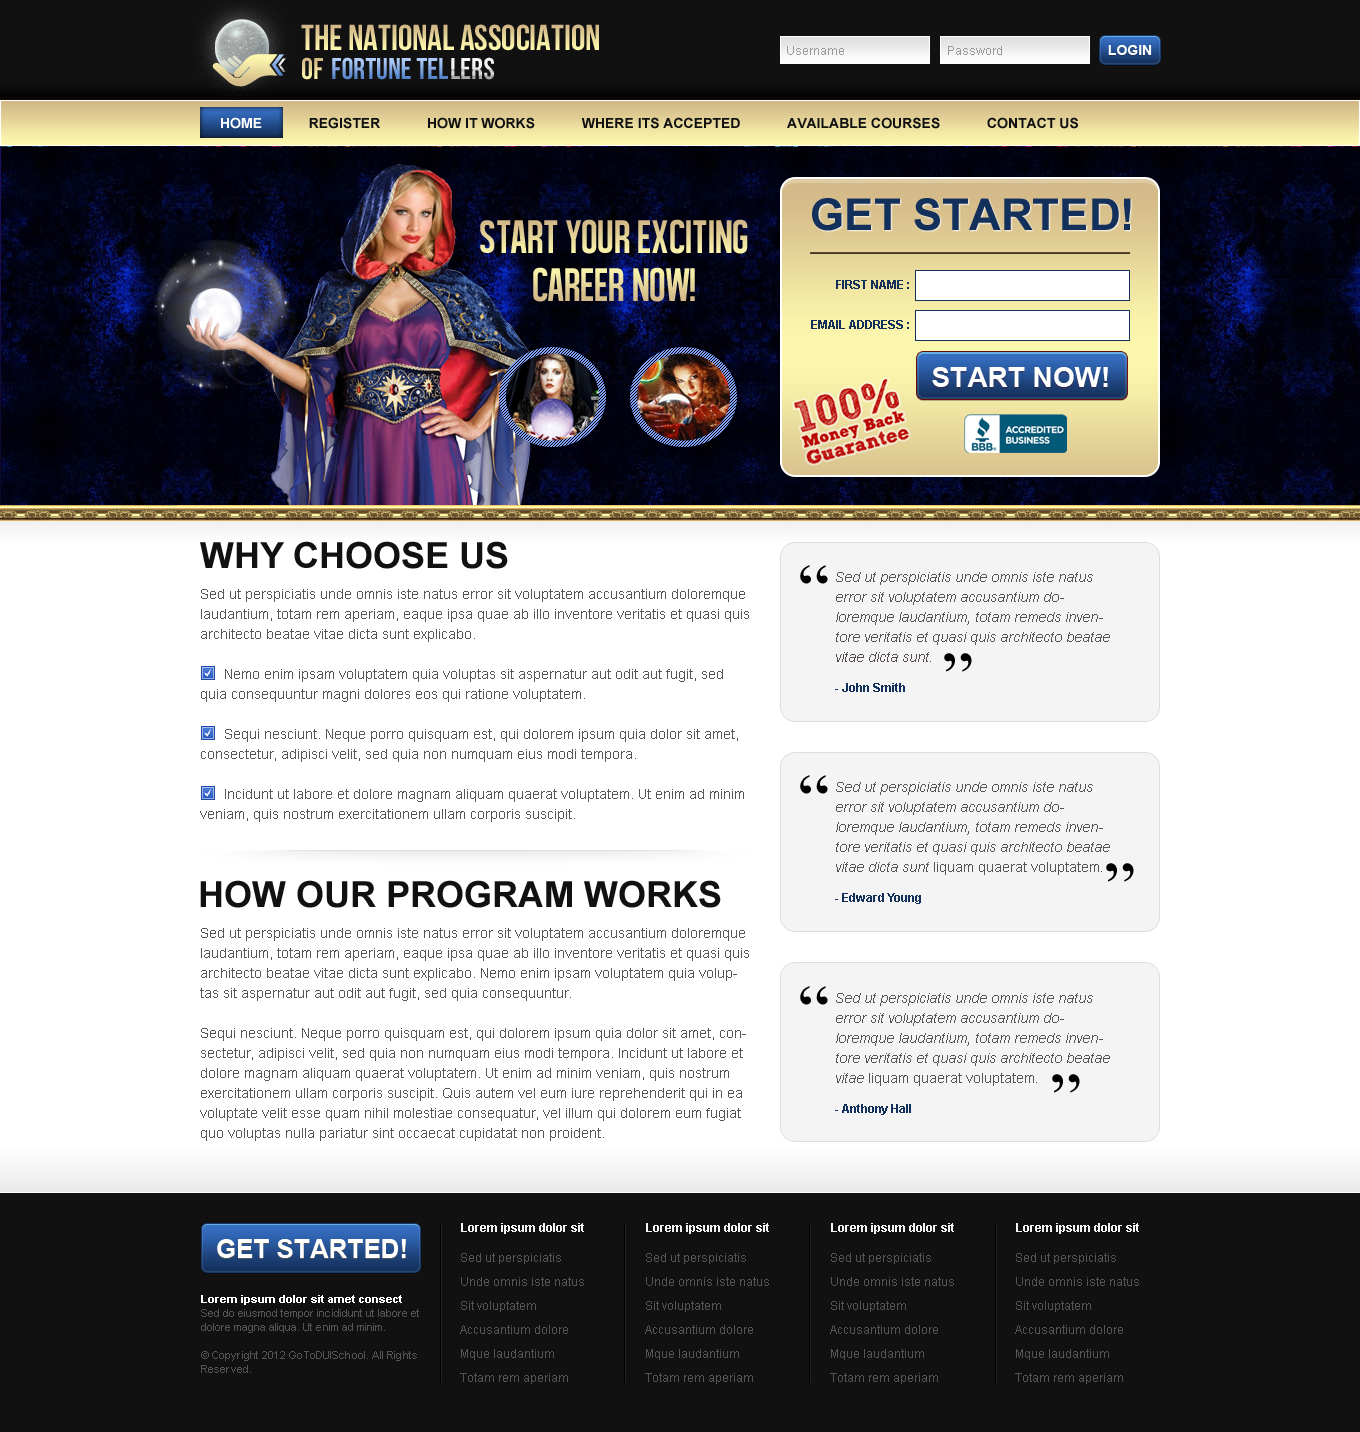 THE NATIONAL ASSOCIATION
OF FORTUNE TELLERS
Username
Password
LOGIN
HOME
REGISTER
HOW IT WORKS
WHERE ITS ACCEPTED
AVAILABLE COURSES
CONTACT US
START YOUR EXCITING
CAREER NOW!
GET STARTED!
FIRST NAME :
EMAIL ADDRESS :
START NOW!
100%
Money Back
Guarantee
BBB.
ACCREDITED
BUSINESS
WHY CHOOSE US
Sed ut perspiciatis unde omnis iste natus error sit voluptatem accusantium doloremque
laudantium, totam rem aperiam, eaque ipsa quae ab illo inventore veritatis et quasi quis
architecto beatae vitae dicta sunt explicabo.
Nemo enim ipsam voluptatem quia voluptas sit aspernatur aut odit aut fugit, sed
quia consequuntur magni dolores eos qui ratione voluptatem.
Sequi nesciunt. Neque porro quisquam est, qui dolorem ipsum quia dolor sit amet,
consectetur, adipisci velit, sed quia non numquam eius modi tempora.
Incidunt ut labore et dolore magnam aliquam quaerat voluptatem. Ut enim ad minim
veniam, quis nostrum exercitationem ullam corporis suscipit.
HOW OUR PROGRAM WORKS
Sed ut perspiciatis unde omnis iste natus error sit voluptatem accusantium doloremque
laudantium, totam rem aperiam, eaque ipsa quae ab illo inventore veritatis et quasi quis
architecto beatae vitae dicta sunt explicabo. Nemo enim ipsam voluptatem quia volup-
tas sit aspernatur aut odit aut fugit, sed quia consequuntur.
Sequi nesciunt. Neque porro quisquam est, qui dolorem ipsum quia dolor sit amet, con-
sectetur, adipisci velit, sed quia non numquam eius modi tempora. Incidunt ut labore et
dolore magnam aliquam quaerat voluptatem. Ut enim ad minim veniam, quis nostrum
exercitationem ullam corporis suscipit. Quis autem vel eum iure reprehenderit qui in ea
voluptate velit esse quam nihil molestiae consequatur, vel illum qui dolorem eum fugiat
quo voluptas nulla pariatur sint occaecat cupidatat non proident.
“ Sed ut perspiciatis unde omnis iste natus
error sit voluptatem accusantium do-
loremque laudantium, totam remeds inven-
tore veritatis et quasi quis architecto beatae
vitae dicta sunt. ”
- John Smith
“ Sed ut perspiciatis unde omnis iste natus
error sit voluptatem accusantium do-
loremque laudantium, totam remeds inven-
tore veritatis et quasi quis architecto beatae
vitae dicta sunt liquam quaerat voluptatem. ”
- Edward Young
“ Sed ut perspiciatis unde omnis iste natus
error sit voluptatem accusantium do-
loremque laudantium, totam remeds inven-
tore veritatis et quasi quis architecto beatae
vitae liquam quaerat voluptatem. ”
- Anthony Hall
GET STARTED!
Lorem ipsum dolor sit amet consect
Sed do eiusmod tempor incididunt ut labore et
dolore magna aliqua. Ut enim ad minim.
© Copyright 2012 GoToDUISchool. All Rights
Reserved.
Lorem ipsum dolor sit
Sed ut perspiciatis
Unde omnis iste natus
Sit voluptatem
Accusantium dolore
Mque laudantium
Totam rem aperiam
Lorem ipsum dolor sit
Sed ut perspiciatis
Unde omnis iste natus
Sit voluptatem
Accusantium dolore
Mque laudantium
Totam rem aperiam
Lorem ipsum dolor sit
Sed ut perspiciatis
Unde omnis iste natus
Sit voluptatem
Accusantium dolore
Mque laudantium
Totam rem aperiam
Lorem ipsum dolor sit
Sed ut perspiciatis
Unde omnis iste natus
Sit voluptatem
Accusantium dolore
Mque laudantium
Totam rem aperiam